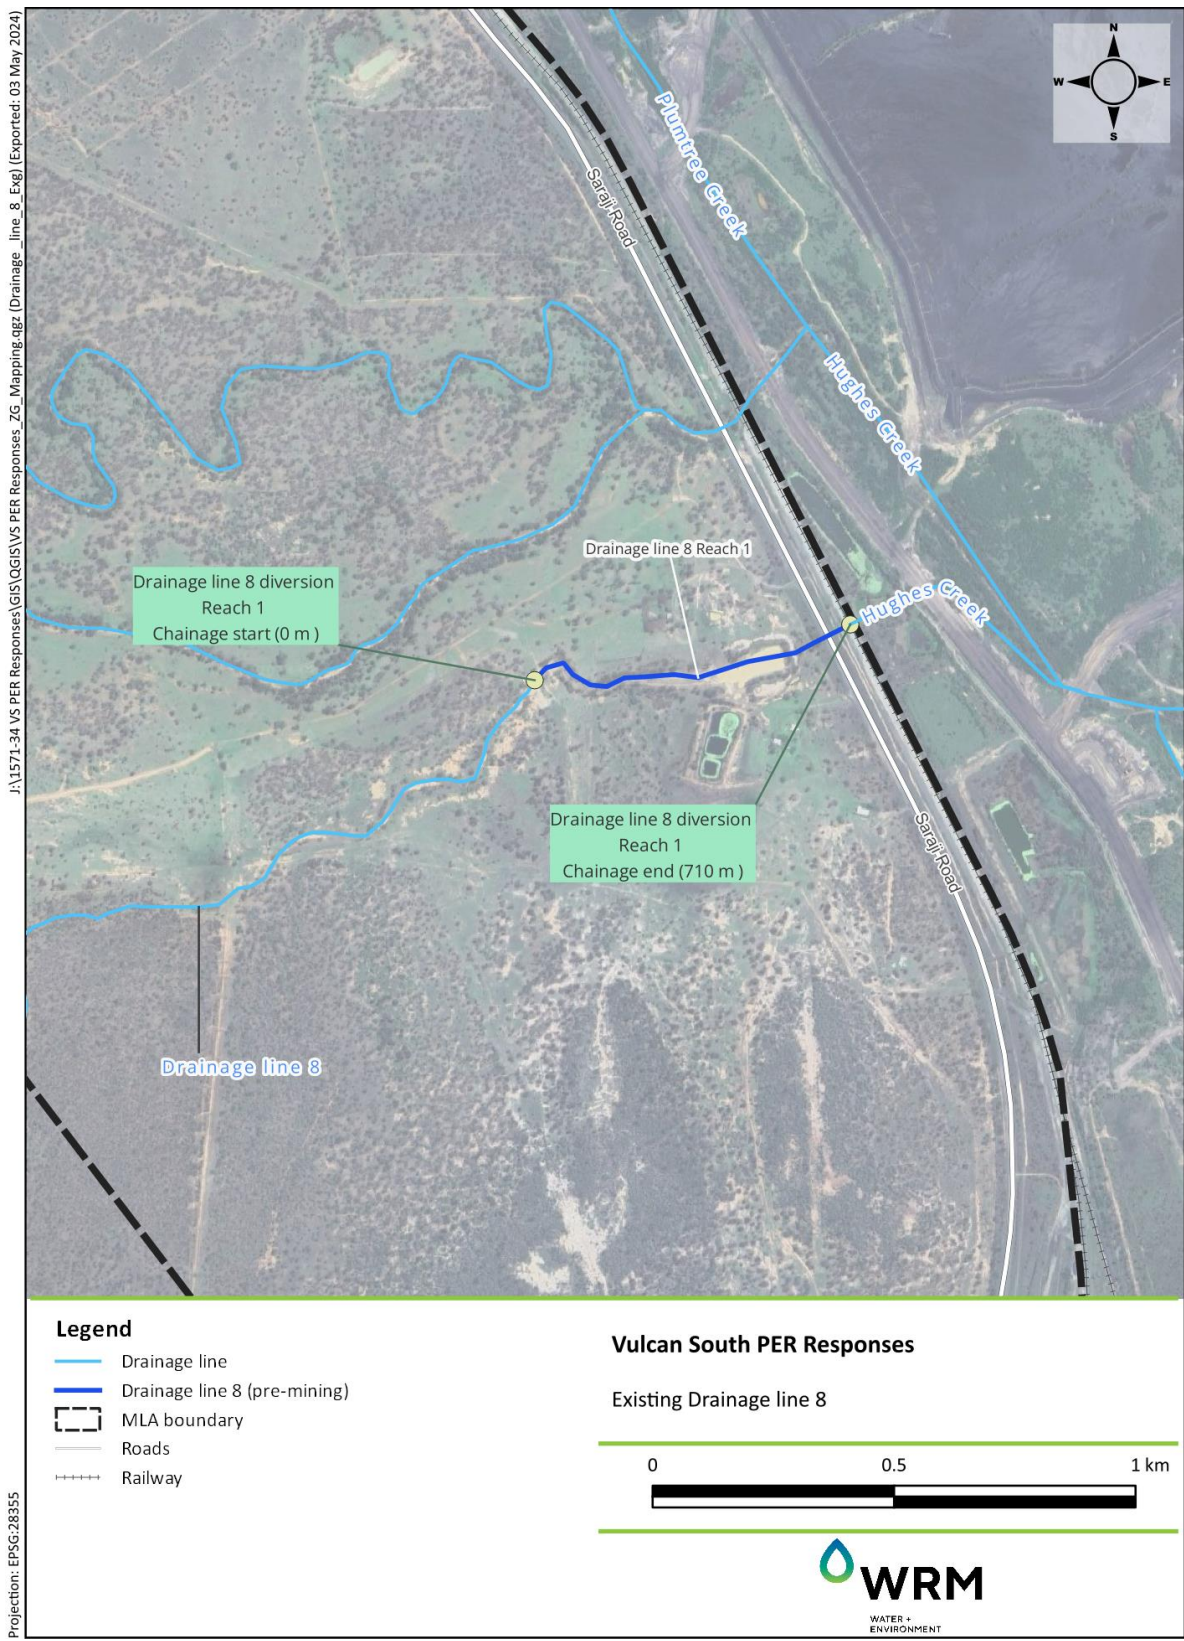 J:\1571-34 VS PER Responses\GIS\QGIS\VS PER Responses_ZG_Mapping.qgz (Drainage_line_8_Exg) (Exported: 03 May 2024)
N
W
E
S
Plumtree Creek
Saraji Road
Hughes Creek
Drainage line 8 Reach 1
Drainage line 8 diversion
Reach 1
Chainage start (0 m )
Hughes Creek
Drainage line 8 diversion
Reach 1
Chainage end (710 m )
Saraji Road
Drainage line 8
Legend
Drainage line
Drainage line 8 (pre-mining)
MLA boundary
Roads
Railway
Vulcan South PER Responses
Existing Drainage line 8
0 0.5 1 km
WRM
WATER +
ENVIRONMENT
Projection: EPSG:28355